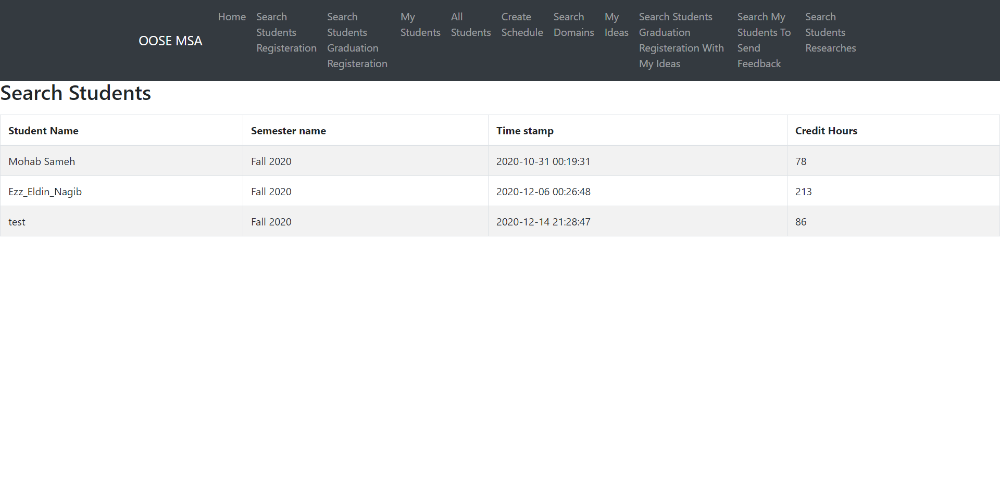 OOSE MSA
Home
Search
Students
Registeration
Search
Students
Graduation
Registeration
My
Students
All
Students
Create
Schedule
Search
Domains
My
Ideas
Search Students
Graduation
Registeration With
My Ideas
Search My
Students To
Send
Feedback
Search
Students
Researches
Search Students
Student Name Semester name Time stamp Credit Hours
Mohab Sameh Fall 2020 2020-10-31 00:19:31 78
Ezz_Eldin_Nagib Fall 2020 2020-12-06 00:26:48 213
test Fall 2020 2020-12-14 21:28:47 86